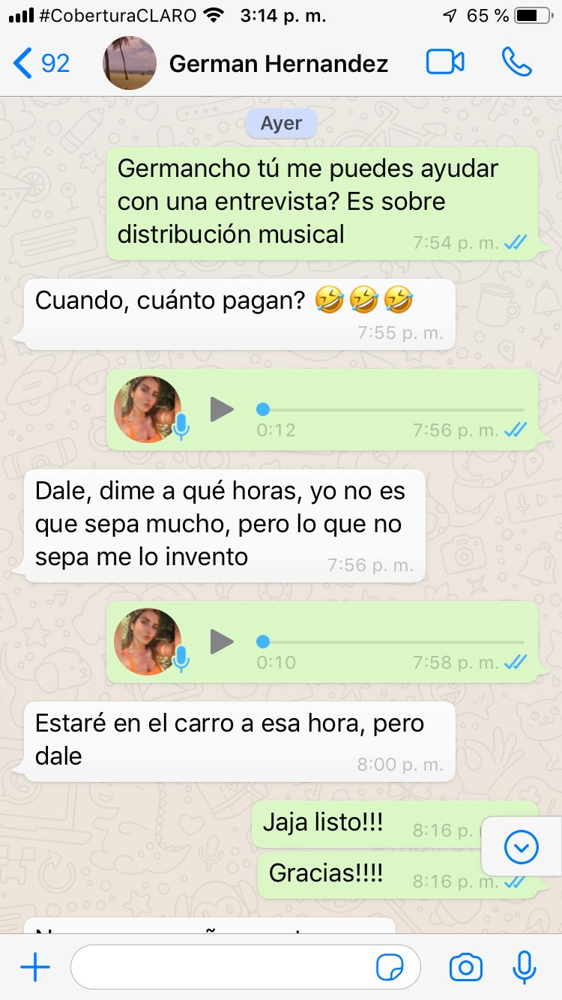 #CoberturaCLARO 3:14 p. m. 65 %
92 German Hernandez
Ayer
Germancho tú me puedes ayudar
con una entrevista? Es sobre
distribución musical 7:54 p. m.
Cuando, cuánto pagan? 🤣🤣🤣
7:55 p. m.
0:12 7:56 p. m.
Dale, dime a qué horas, yo no es
que sepa mucho, pero lo que no
sepa me lo invento 7:56 p. m.
0:10 7:58 p. m.
Estaré en el carro a esa hora, pero
dale 8:00 p. m.
Jaja listo!!! 8:16 p.
Gracias!!!! 8:16 p. m.